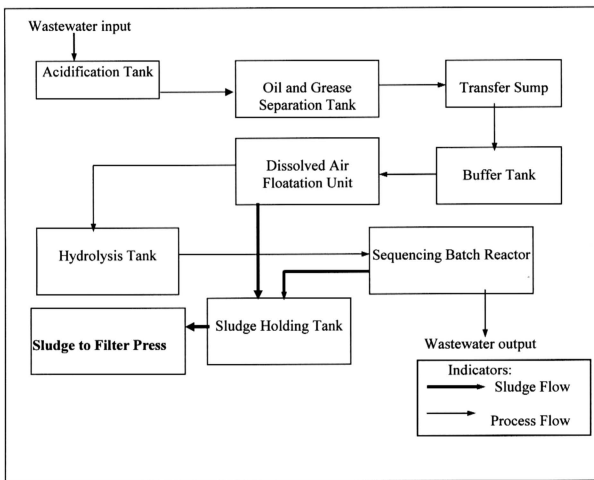 Wastewater input
Acidification Tank
Oil and Grease
Separation Tank
Transfer Sump
Dissolved Air
Floatation Unit
Buffer Tank
Hydrolysis Tank
Sequencing Batch Reactor
Sludge Holding Tank
Sludge to Filter Press
Wastewater output
Indicators:
Sludge Flow
Process Flow